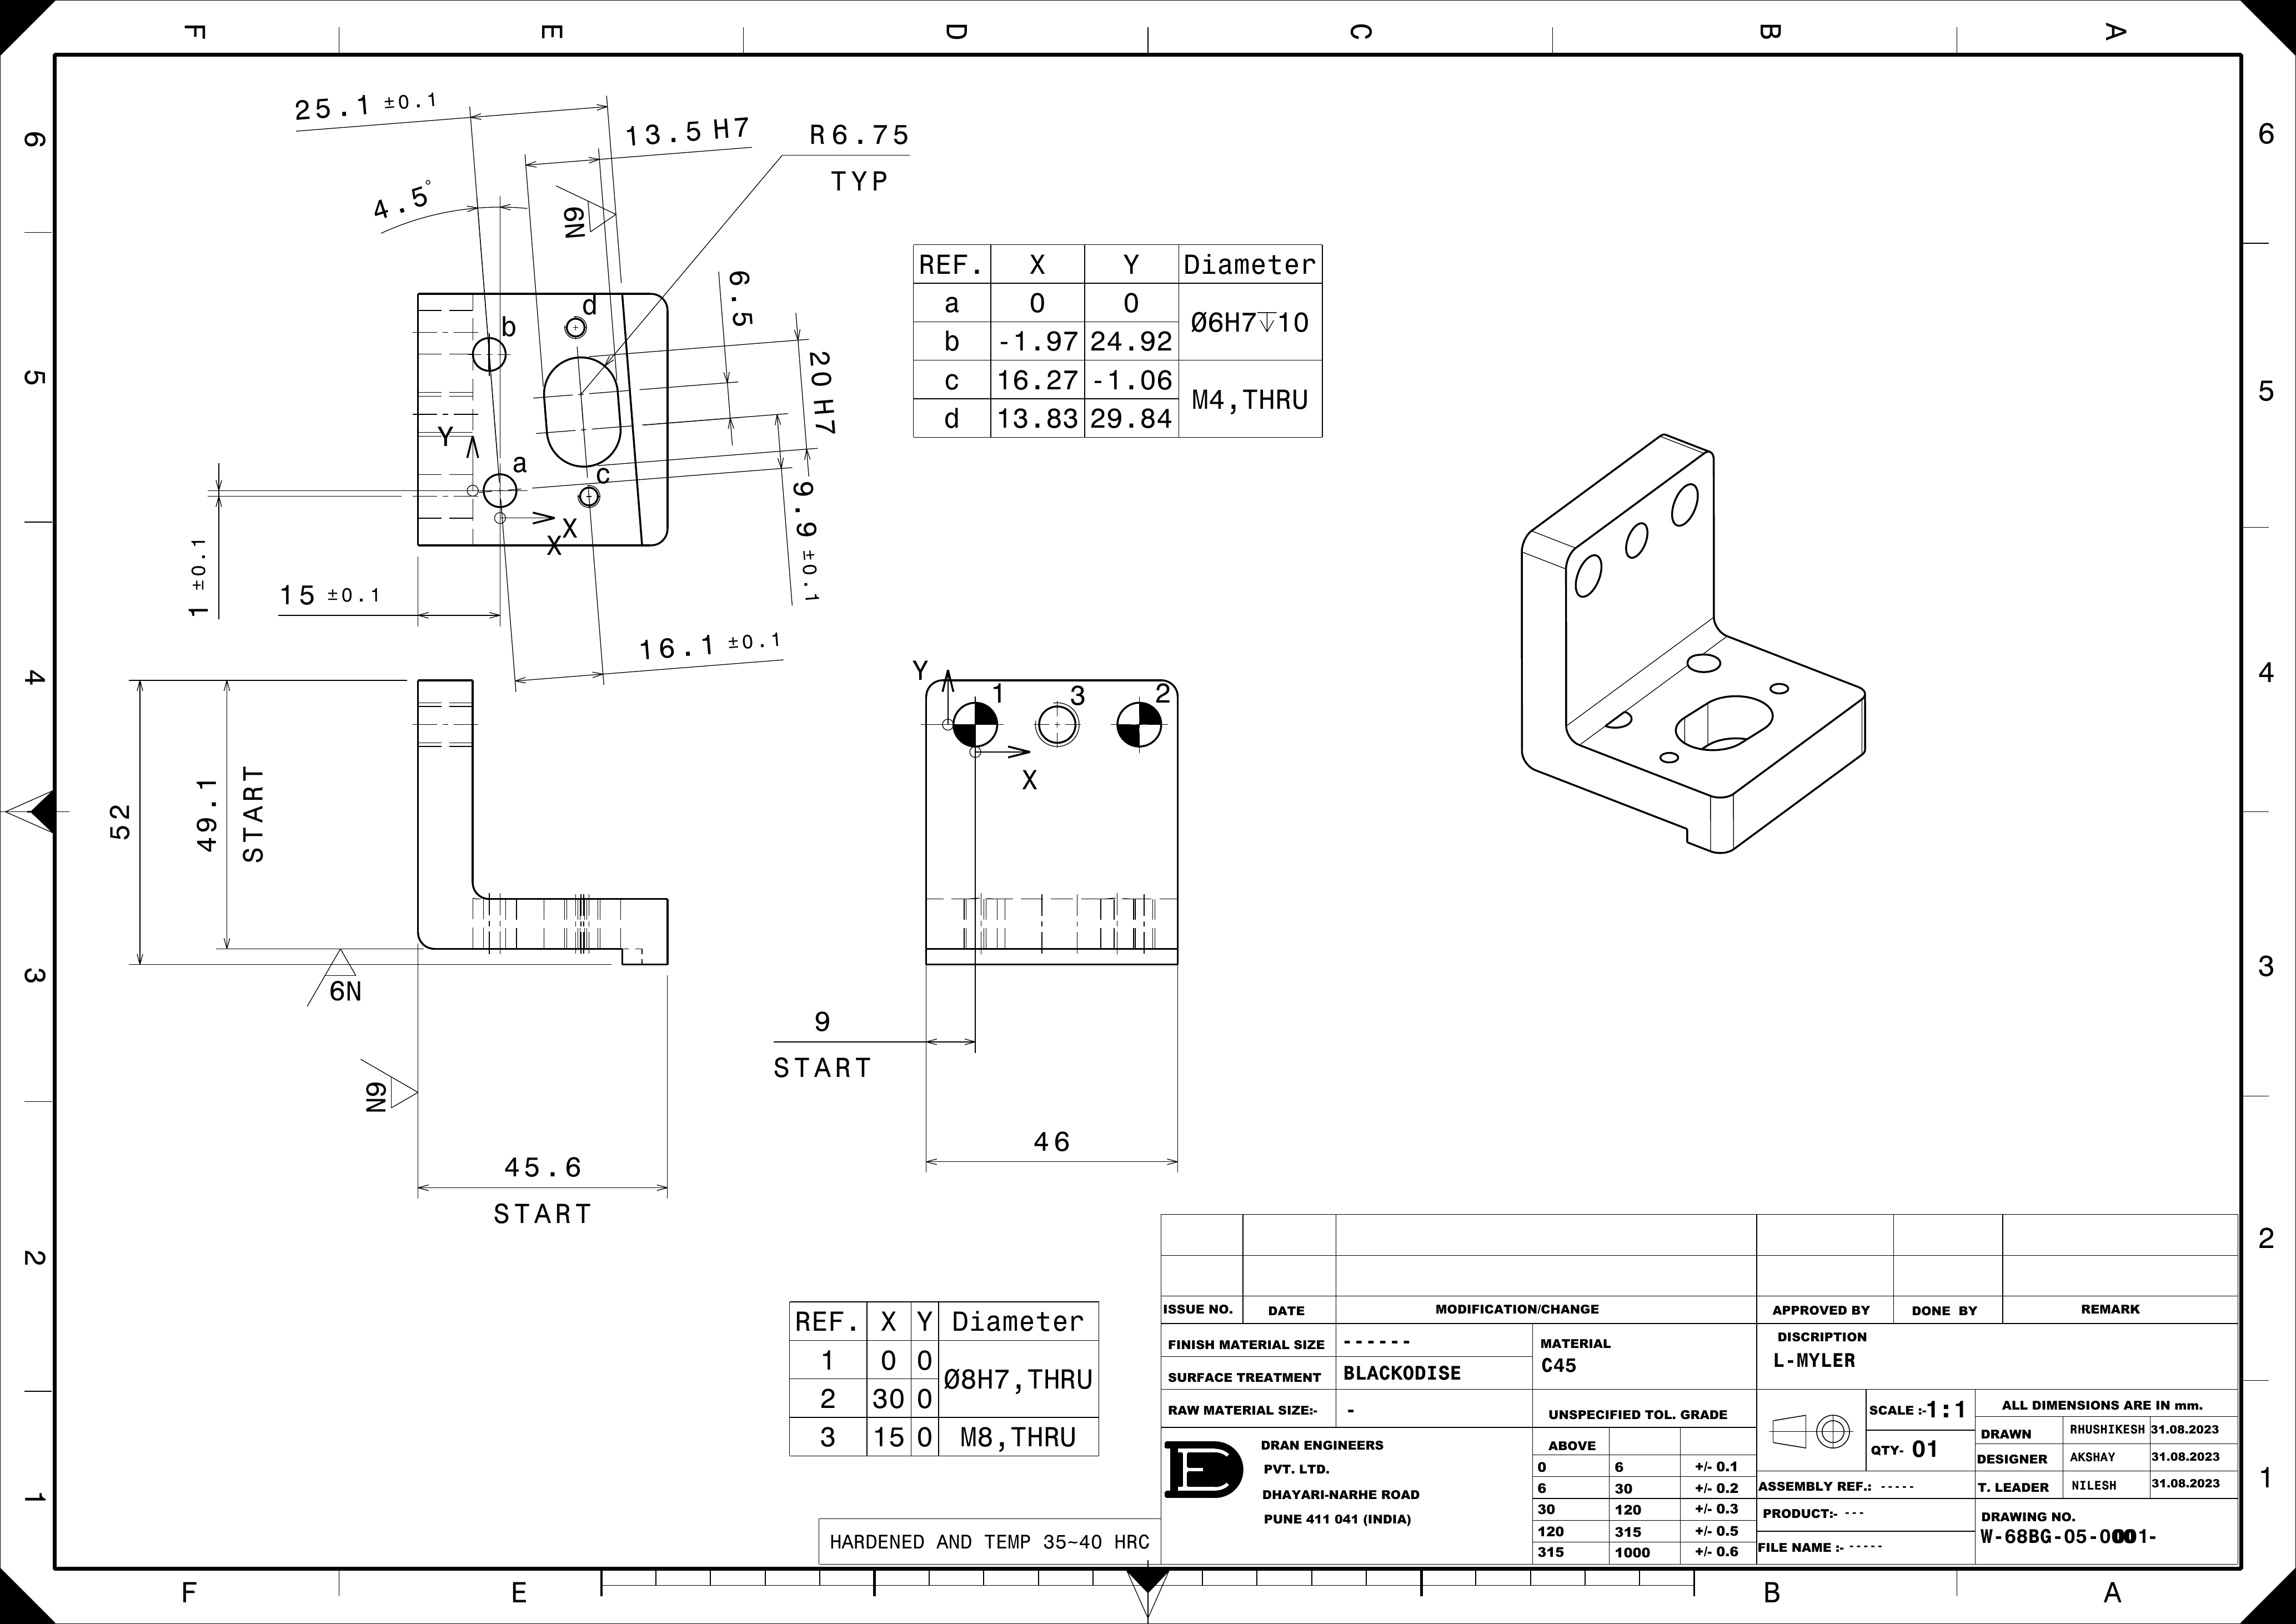 F E D C B A
6 5 4 3 2 1
6 5 4 3 2 1
25.1 ±0.1
13.5 H7
R6.75
TYP
4.5°
6N
6.5
20 H7
9.9 ±0.1
b
d
a
c
Y
X
X
1 ±0.1
15 ±0.1
16.1 ±0.1
REF. X Y Diameter
a 0 0 Ø6H7↧10
b -1.97 24.92
c 16.27 -1.06 M4,THRU
d 13.83 29.84
52
49.1
START
6N
6N
45.6
START
Y
1
3
2
X
9
START
46
REF. X Y Diameter
1 0 0 Ø8H7,THRU
2 30 0
3 15 0 M8,THRU
HARDENED AND TEMP 35~40 HRC
ISSUE NO. DATE MODIFICATION/CHANGE APPROVED BY DONE BY REMARK
FINISH MATERIAL SIZE ------
SURFACE TREATMENT BLACKODISE
RAW MATERIAL SIZE:- -
MATERIAL
C45
DISCRIPTION
L-MYLER
UNSPECIFIED TOL. GRADE
ABOVE
0 6 +/- 0.1
6 30 +/- 0.2
30 120 +/- 0.3
120 315 +/- 0.5
315 1000 +/- 0.6
DRAN ENGINEERS
PVT. LTD.
DHAYARI-NARHE ROAD
PUNE 411 041 (INDIA)
SCALE :-1:1
QTY- 01
ALL DIMENSIONS ARE IN mm.
DRAWN RHUSHIKESH 31.08.2023
DESIGNER AKSHAY 31.08.2023
T. LEADER NILESH 31.08.2023
ASSEMBLY REF.: -----
PRODUCT:- ---
FILE NAME :- -----
DRAWING NO.
W-68BG-05-0001-
F E B A